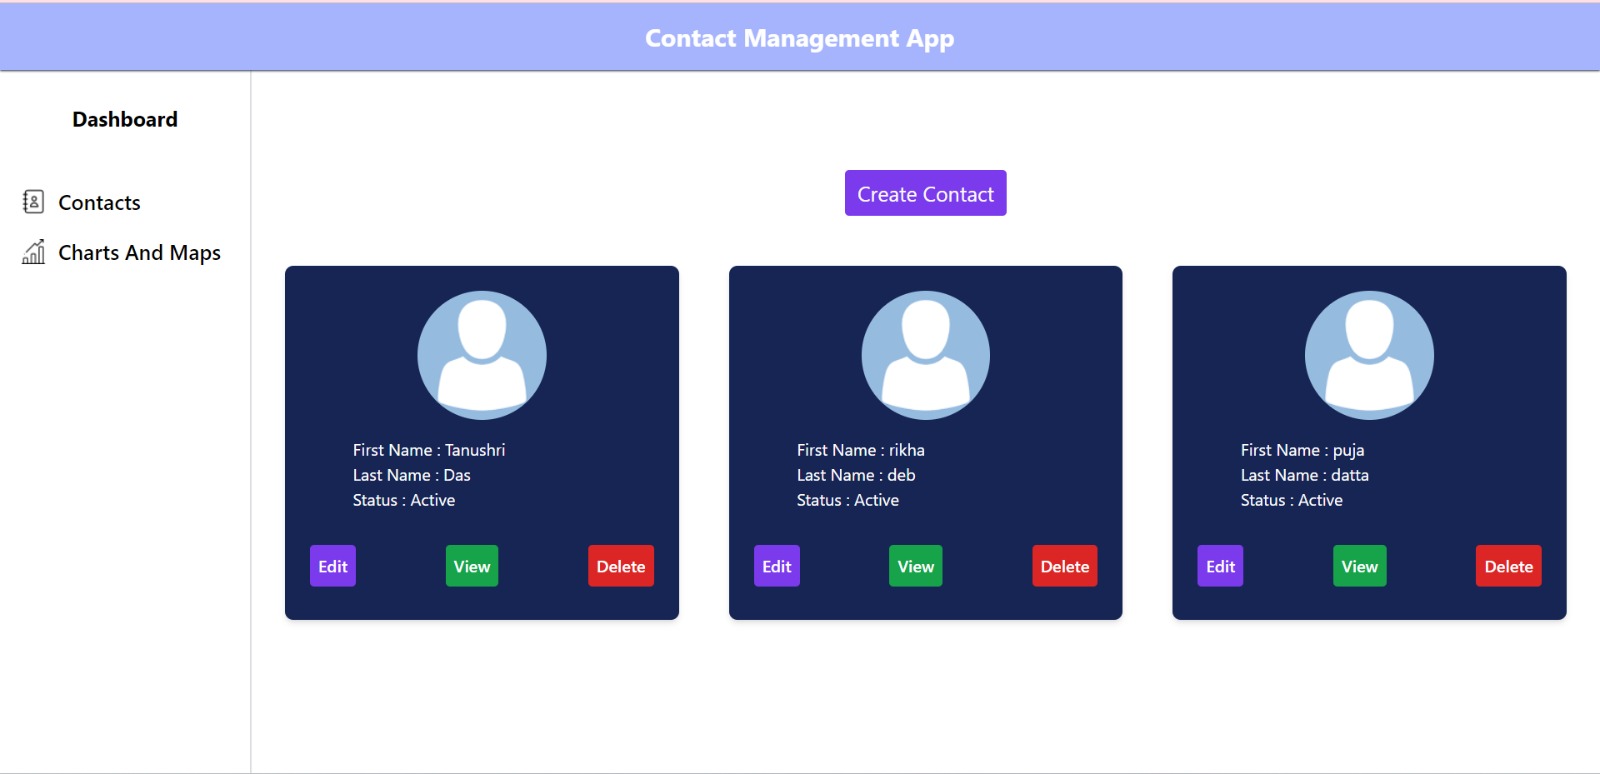 Contact Management App
Dashboard
Contacts
Charts And Maps
Create Contact
First Name : Tanushri
Last Name : Das
Status : Active
Edit View Delete
First Name : rikha
Last Name : deb
Status : Active
Edit View Delete
First Name : puja
Last Name : datta
Status : Active
Edit View Delete